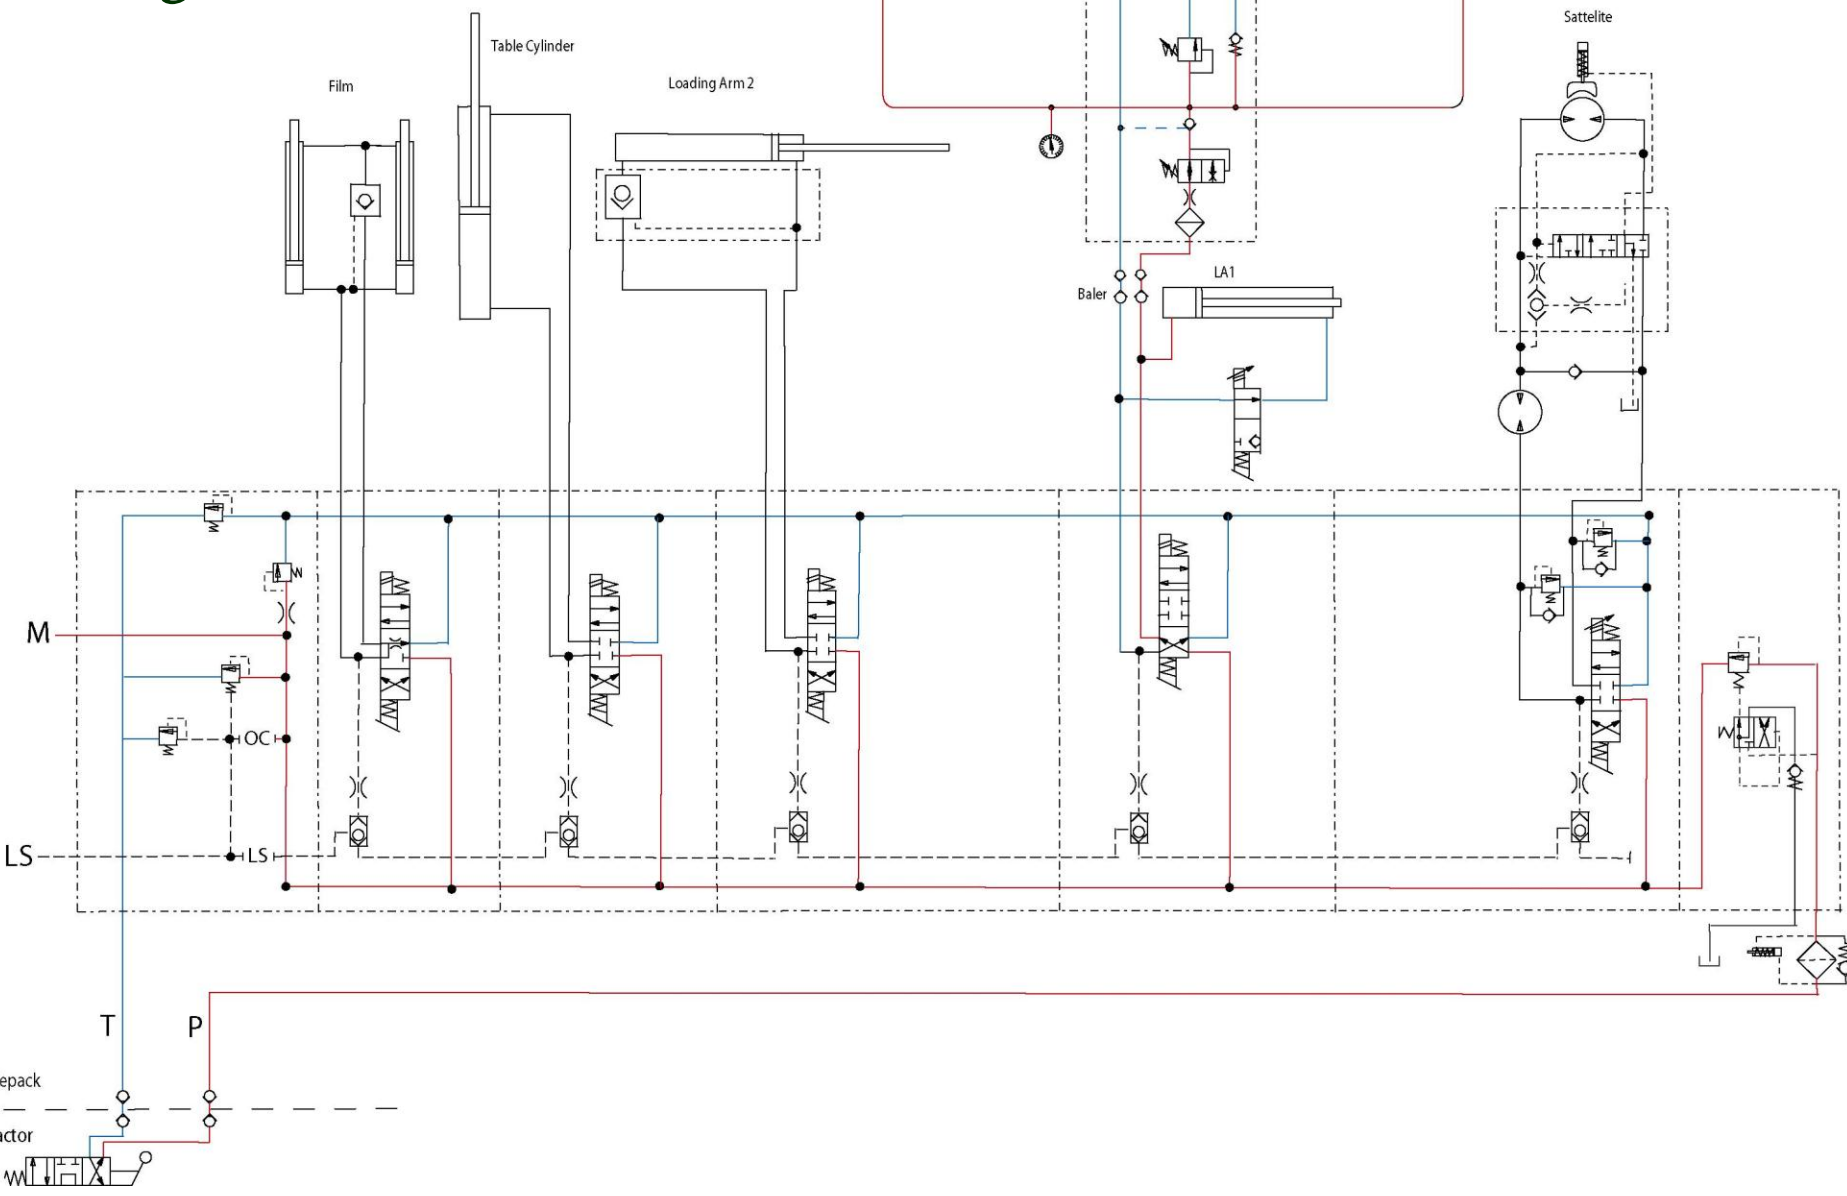 Sattelite
Table Cylinder
Film
Loading Arm 2
LA1
Baler
M
OC
LS
LS
T
P
epack
actor